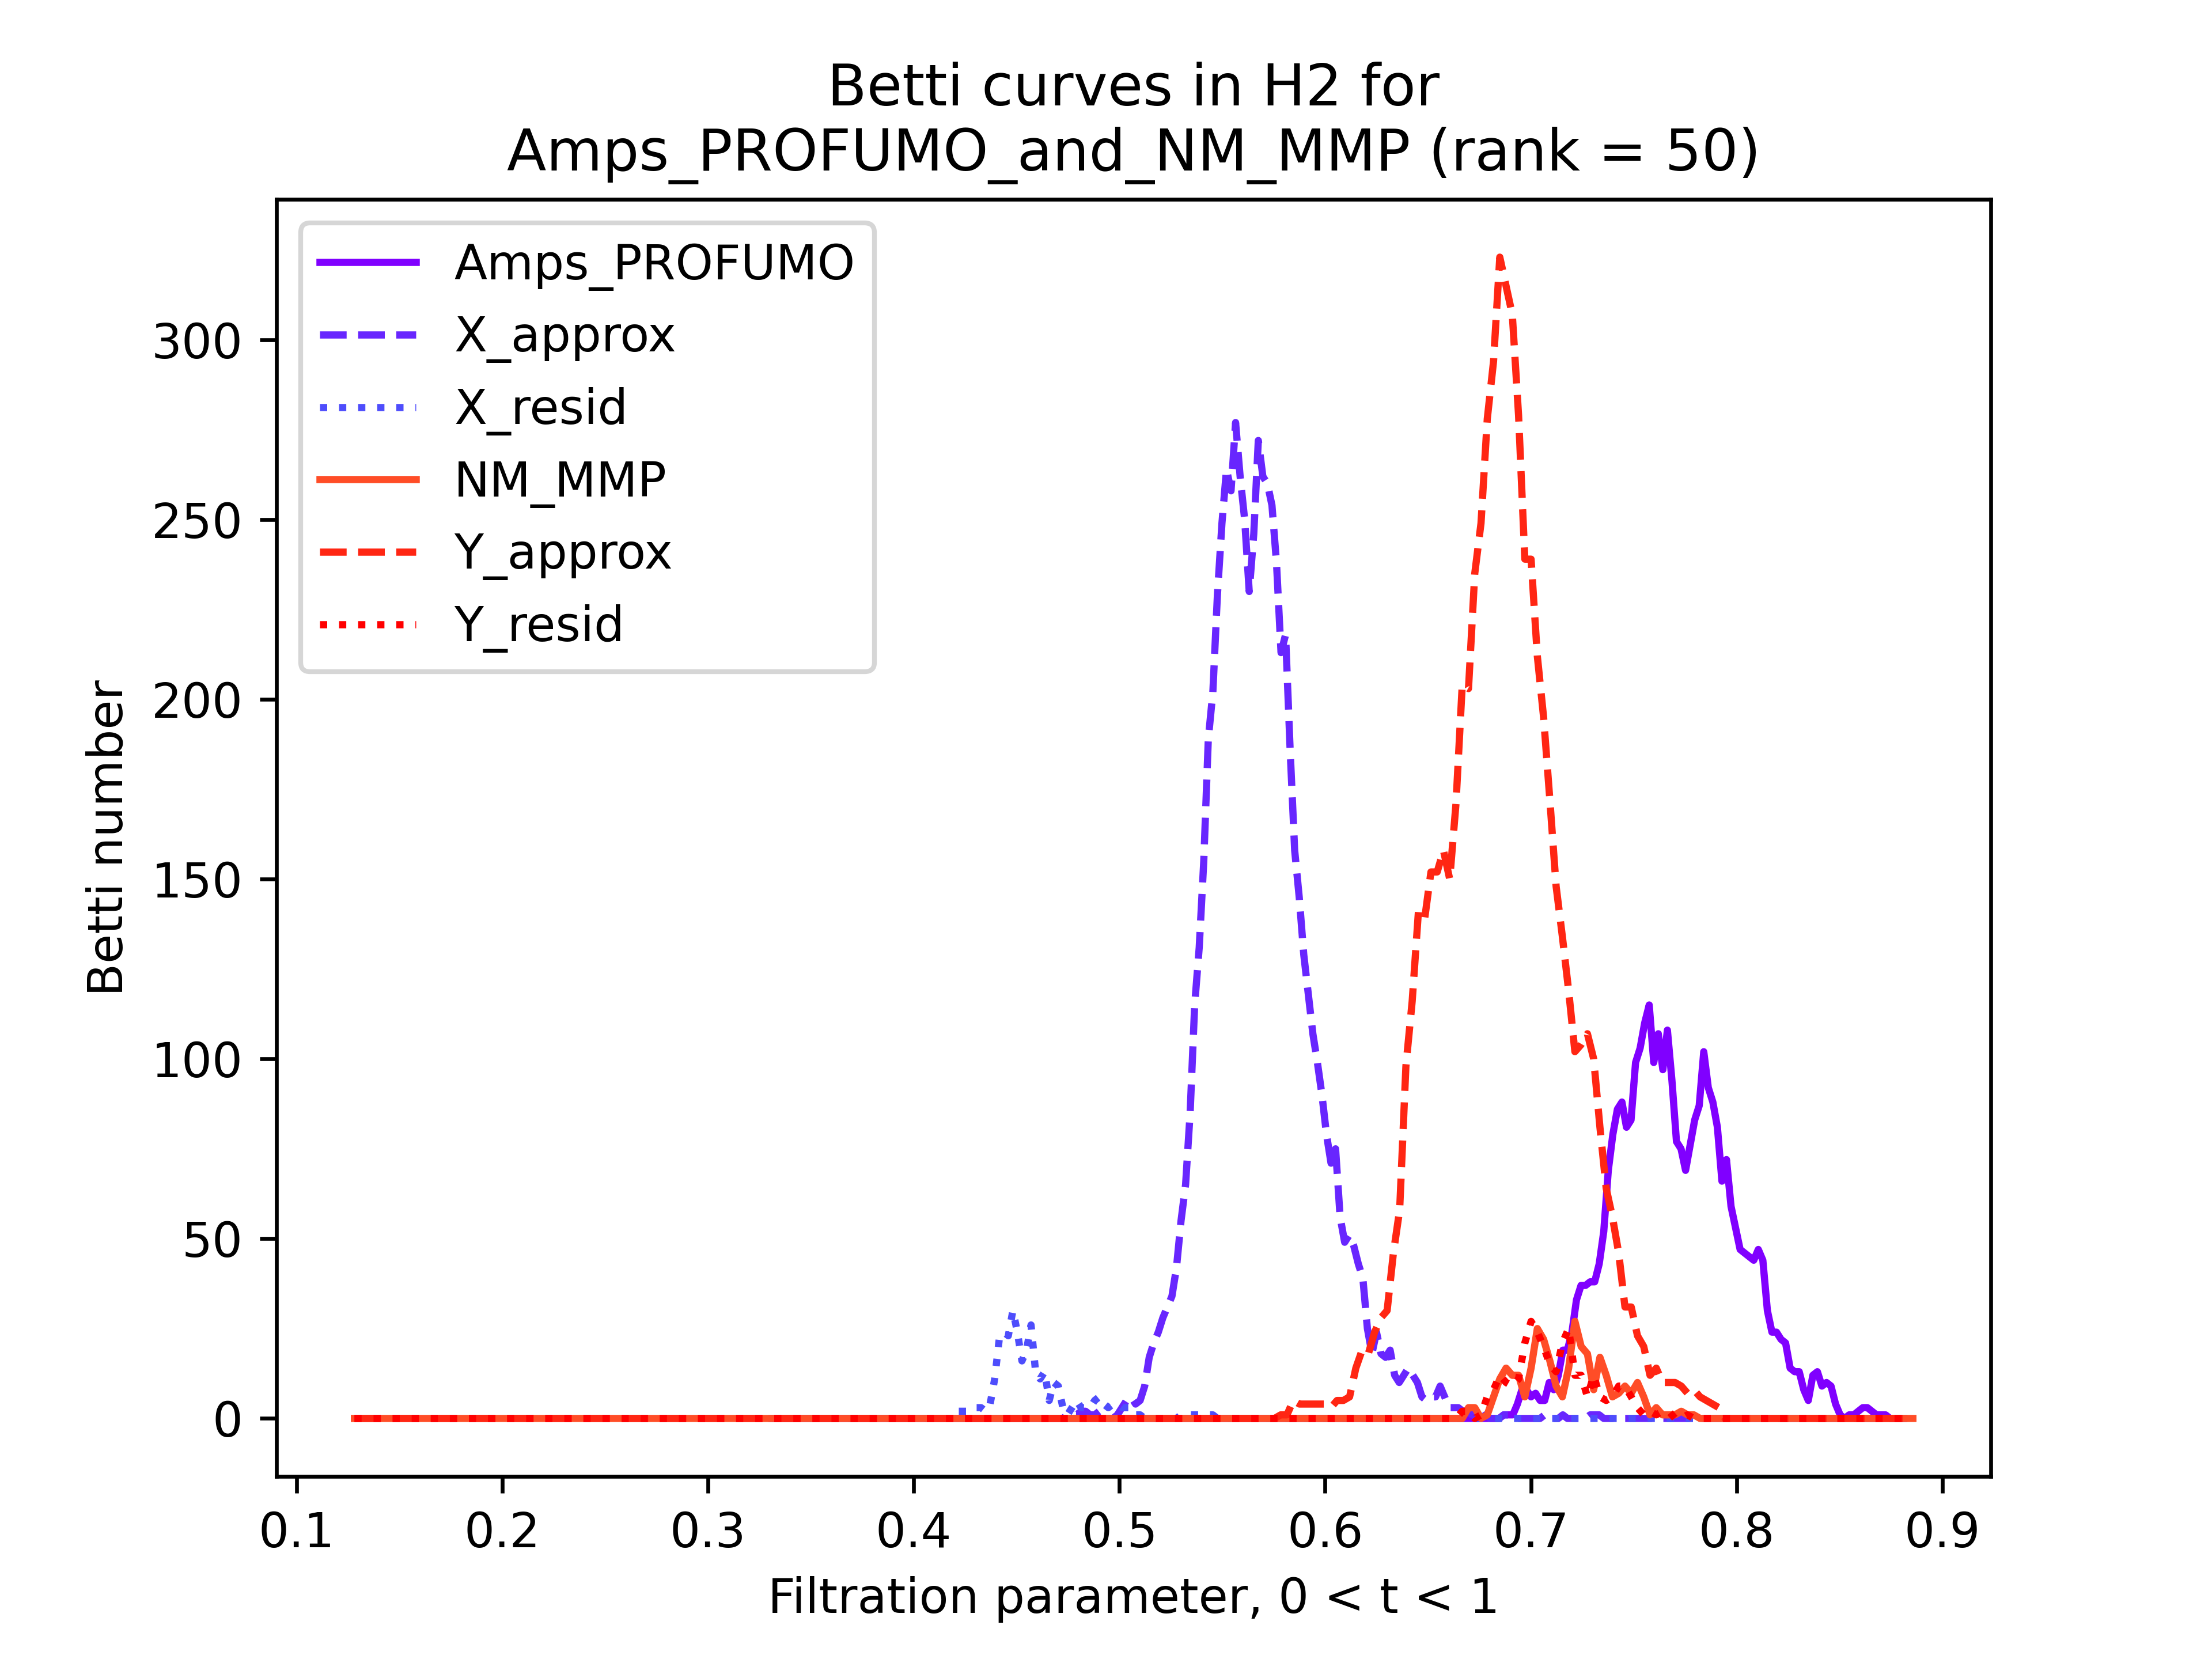 Betti curves in H2 for
Amps_PROFUMO_and_NM_MMP (rank = 50)
Amps_PROFUMO
X_approx
X_resid
NM_MMP
Y_approx
Y_resid
Betti number
300
250
200
150
100
50
0
0.1 0.2 0.3 0.4 0.5 0.6 0.7 0.8 0.9
Filtration parameter, 0 < t < 1